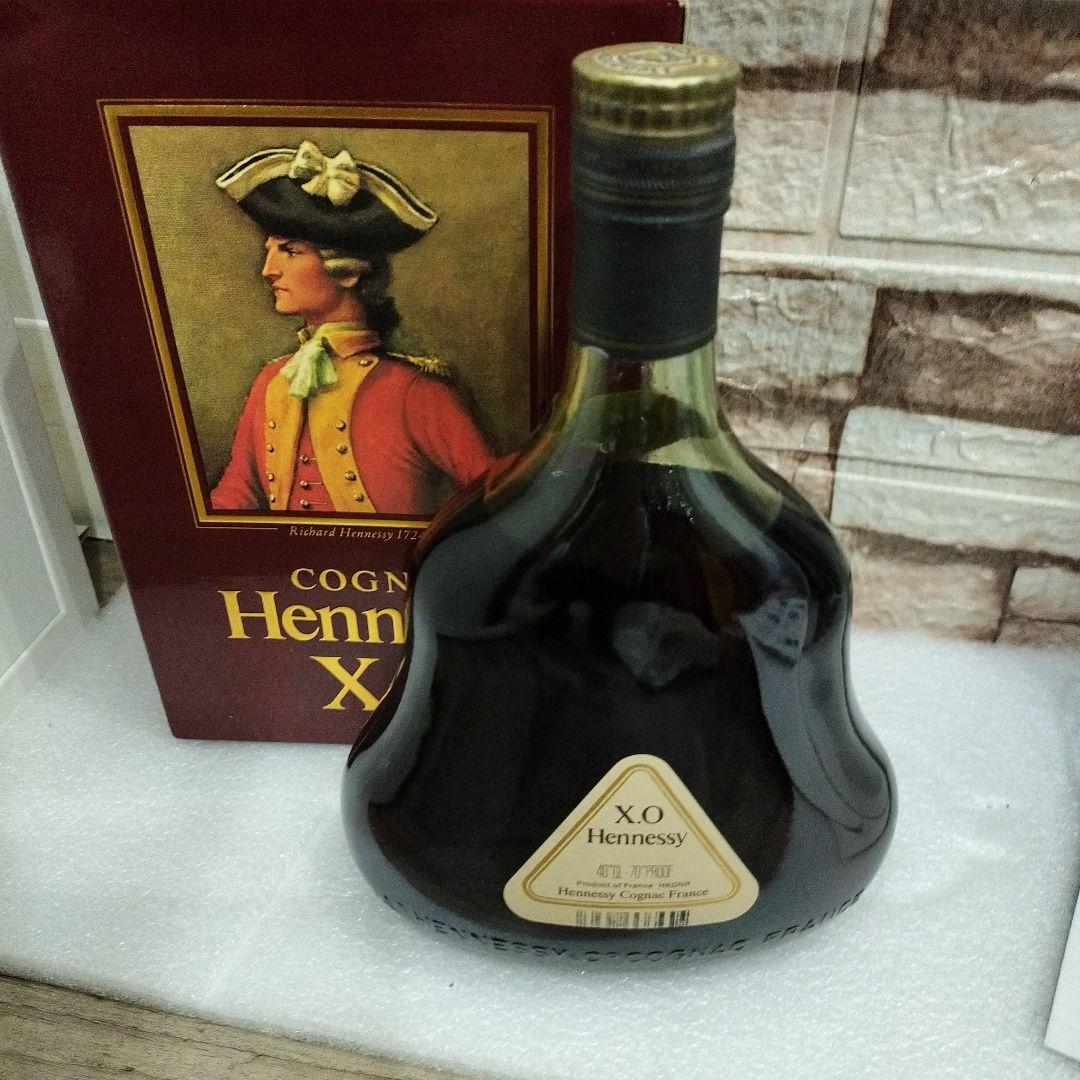 Richard Hennessy 1724
COGN
Henn
X.
X.O
Hennessy
40°GL - 70°PROOF
Product of France HKDNP
Hennessy Cognac France
HENNESSY & Cº COGNAC FRANCE